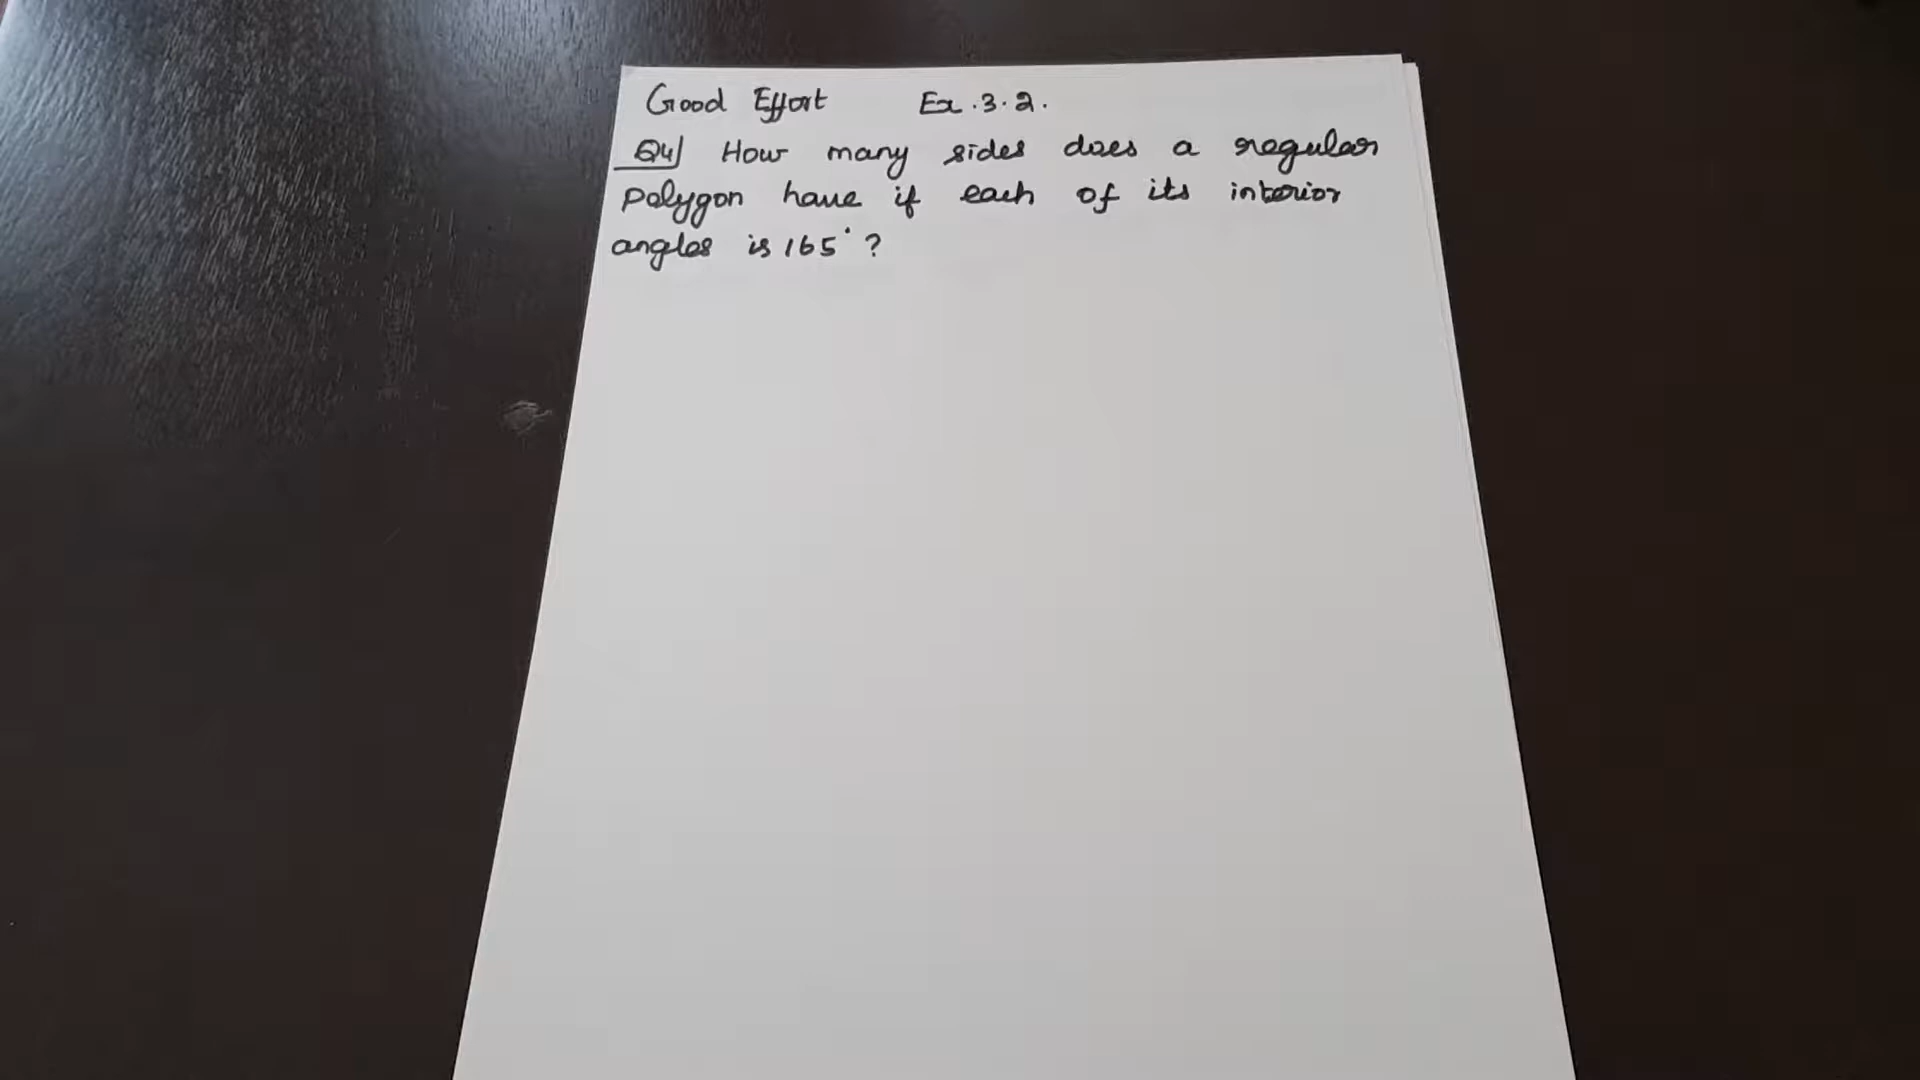 Good Effort Ex.3.2.
Q4) How many sides does a regular
polygon have if each of its interior
angles is 165° ?